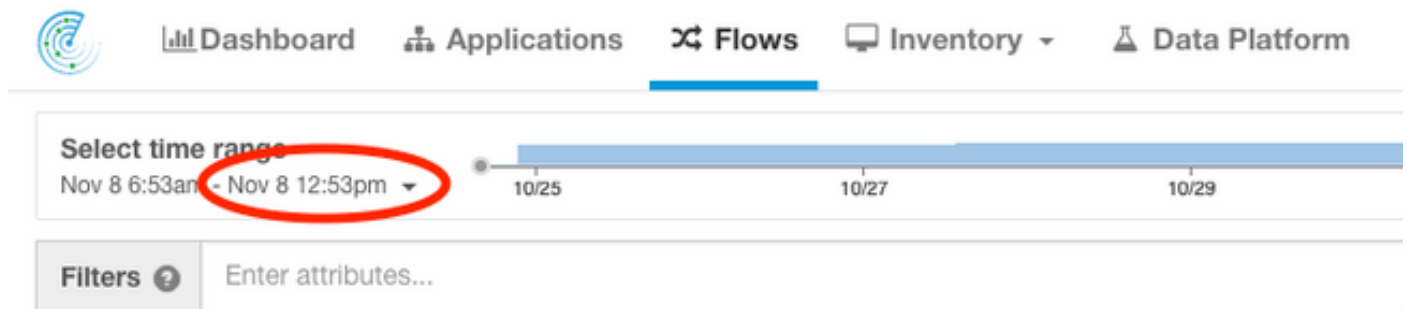 Dashboard Applications Flows Inventory Data Platform
Select time range
Nov 8 6:53am - Nov 8 12:53pm
10/25 10/27 10/29
Filters ? Enter attributes...